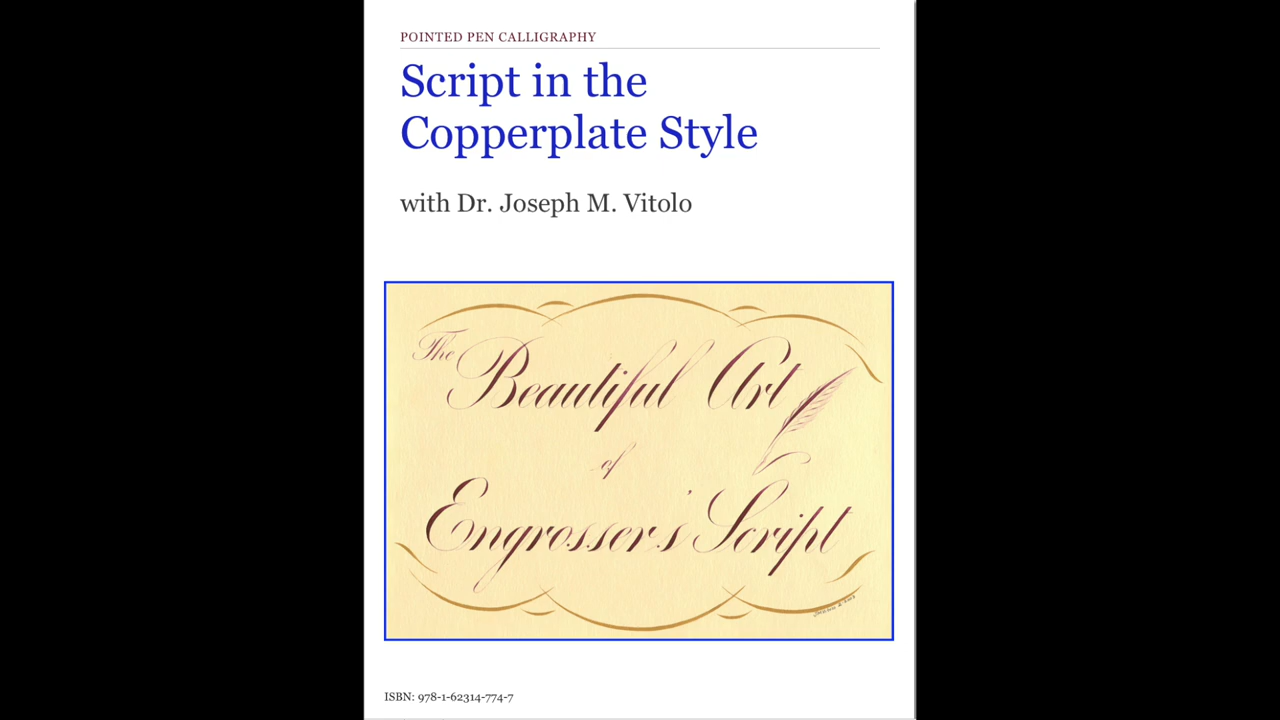 POINTED PEN CALLIGRAPHY
Script in the
Copperplate Style
with Dr. Joseph M. Vitolo
The
Beautiful Art
of
Engrosser's Script
ISBN: 978-1-62314-774-7